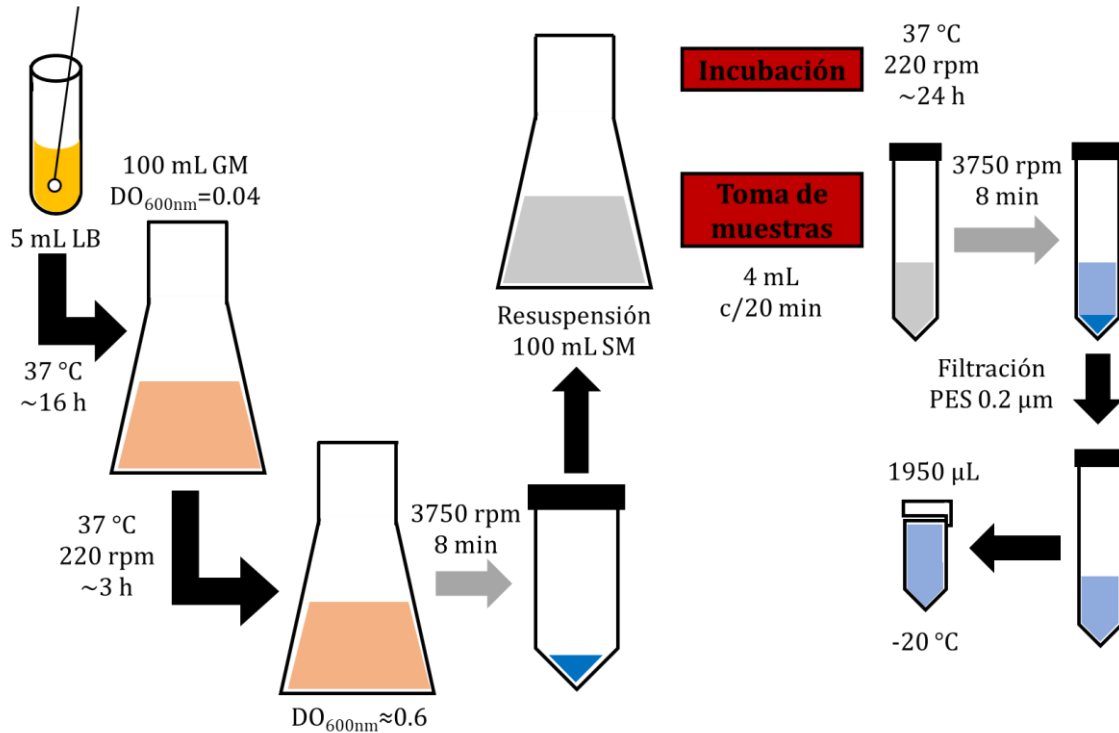 5 mL LB
37 °C
~16 h
100 mL GM
DO600nm=0.04
37 °C
220 rpm
~3 h
DO600nm≈0.6
3750 rpm
8 min
Resuspensión
100 mL SM
Incubación
37 °C
220 rpm
~24 h
Toma de
muestras
4 mL
c/20 min
3750 rpm
8 min
Filtración
PES 0.2 μm
1950 μL
-20 °C